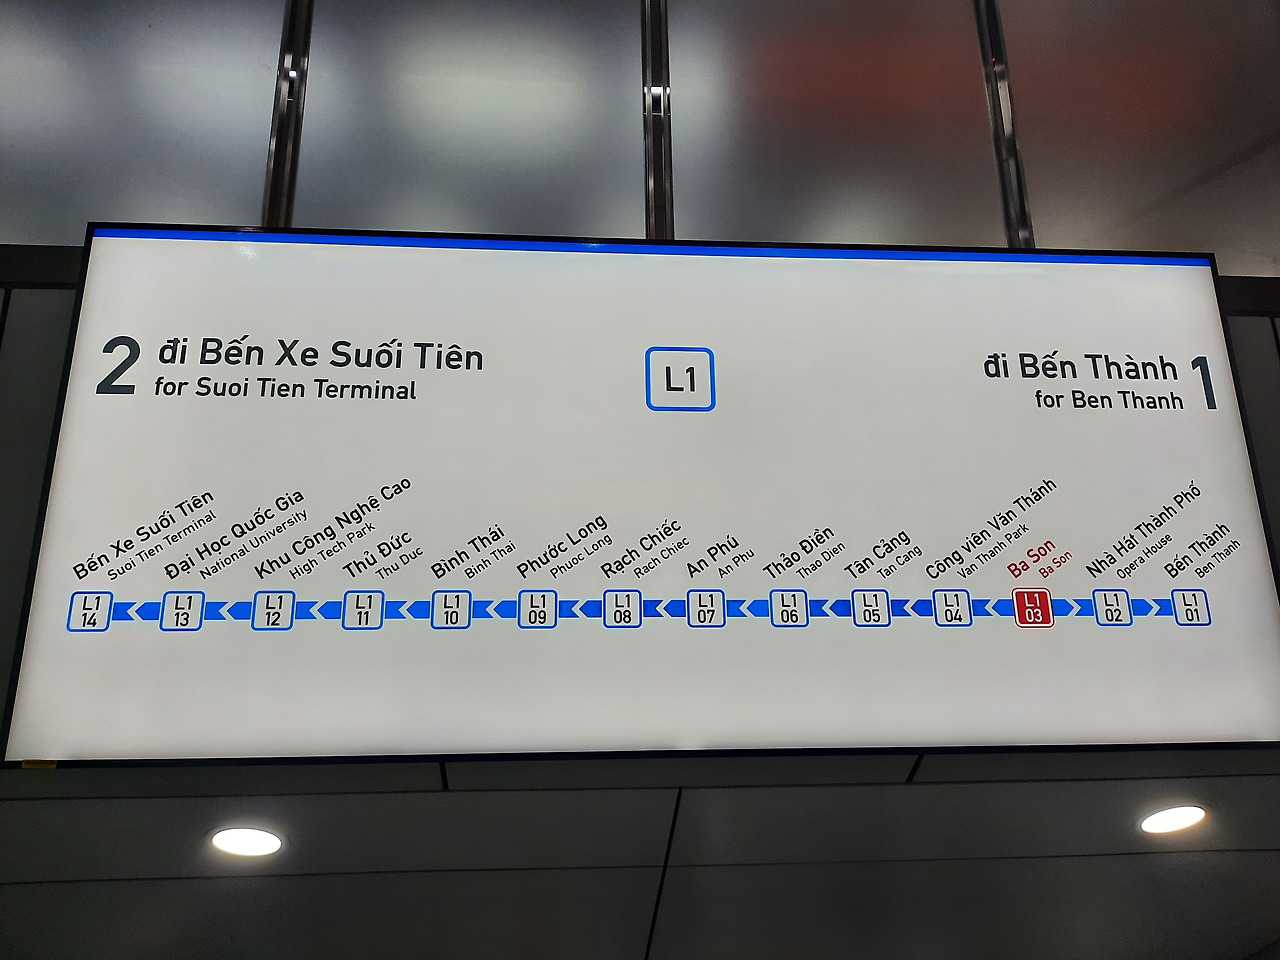 2
đi Bến Xe Suối Tiên
for Suoi Tien Terminal
L1
đi Bến Thành
for Ben Thanh
1
Bến Xe Suối Tiên
Suoi Tien Terminal
Đại Học Quốc Gia
National University
Khu Công Nghệ Cao
High Tech Park
Thủ Đức
Thu Duc
Bình Thái
Binh Thai
Phước Long
Phuoc Long
Rạch Chiếc
Rach Chiec
An Phú
An Phu
Thảo Điền
Thao Dien
Tân Cảng
Tan Cang
Công viên Văn Thánh
Van Thanh Park
Ba Son
Ba Son
Nhà Hát Thành Phố
Opera House
Bến Thành
Ben Thanh
L1
14
L1
13
L1
12
L1
11
L1
10
L1
09
L1
08
L1
07
L1
06
L1
05
L1
04
L1
03
L1
02
L1
01